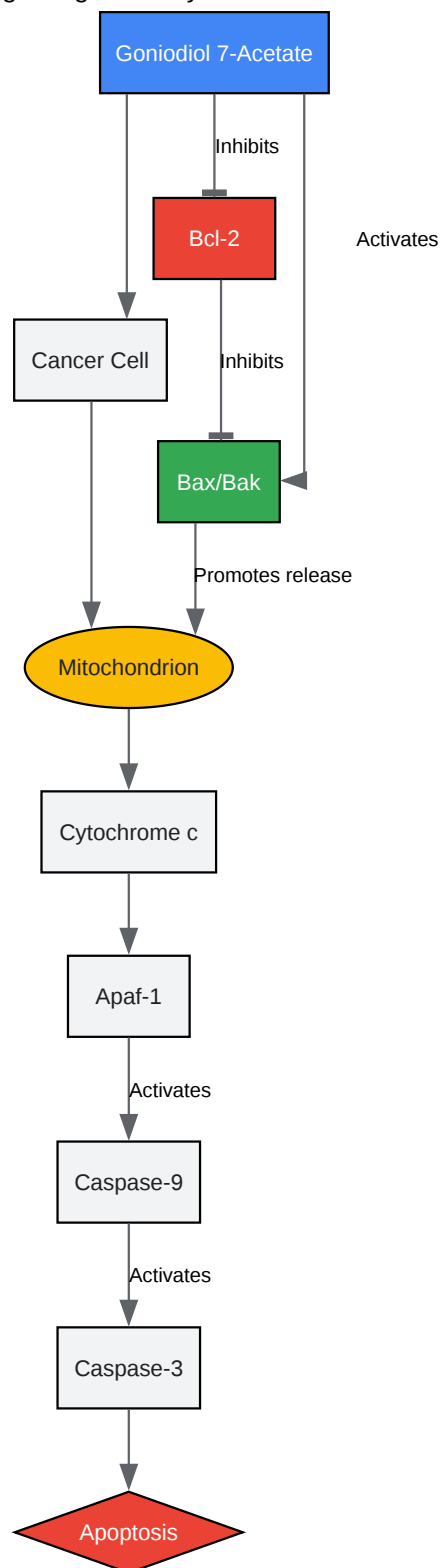 Goniodiol 7-Acetate
Inhibits
Bcl-2
Activates
Cancer Cell
Inhibits
Bax/Bak
Promotes release
Mitochondrion
Cytochrome c
Apaf-1
Activates
Caspase-9
Activates
Caspase-3
Apoptosis